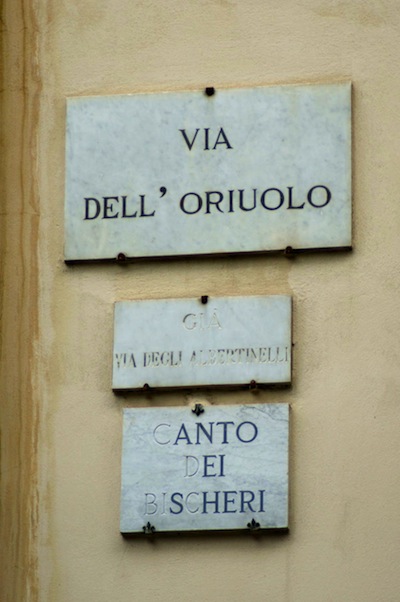 VIA
DELL' ORIUOLO
GIÀ
VIA DEGLI ALBERTINELLI
CANTO
DEI
BISCHERI